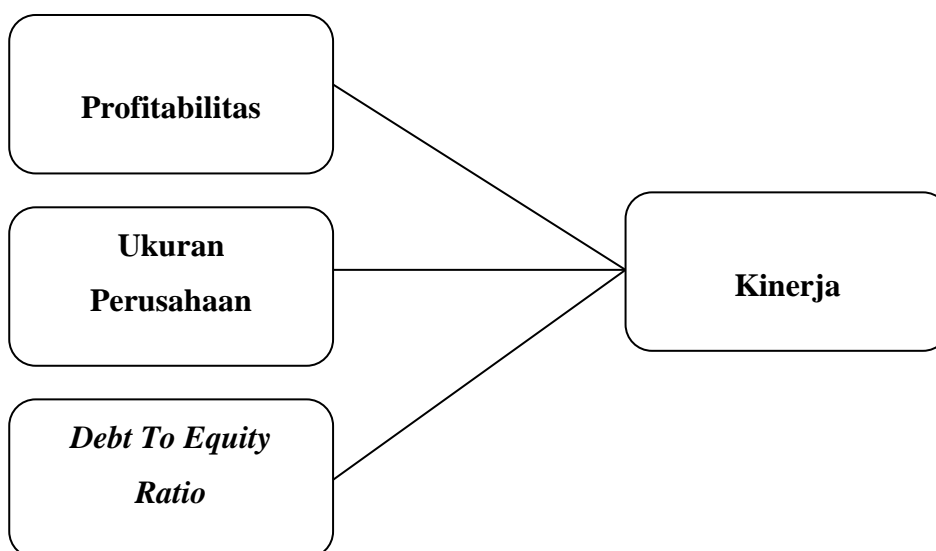 Profitabilitas
Ukuran
Perusahaan
Kinerja
Debt To Equity
Ratio